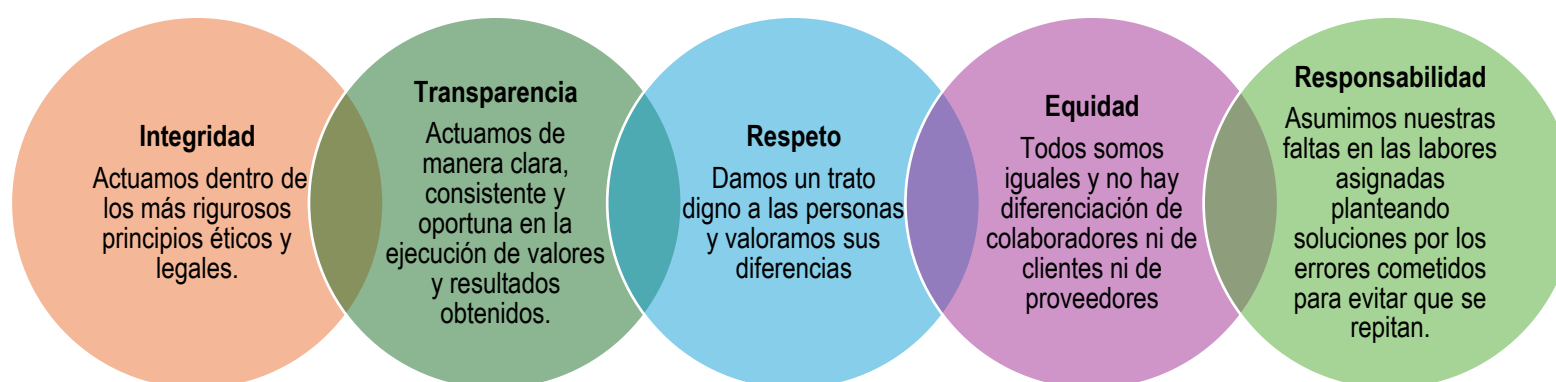 Integridad
Actuamos dentro de
los más rigurosos
principios éticos y
legales.
Transparencia
Actuamos de
manera clara,
consistente y
oportuna en la
ejecución de valores
y resultados
obtenidos.
Respeto
Damos un trato
digno a las personas
y valoramos sus
diferencias
Equidad
Todos somos
iguales y no hay
diferenciación de
colaboradores ni de
clientes ni de
proveedores
Responsabilidad
Asumimos nuestras
faltas en las labores
asignadas
planteando
soluciones por los
errores cometidos
para evitar que se
repitan.